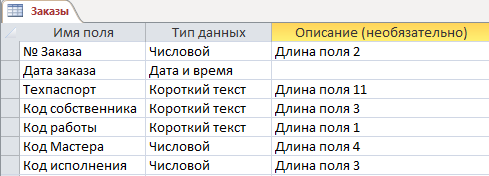 Заказы
Имя поля Тип данных Описание (необязательно)
№ Заказа Числовой Длина поля 2
Дата заказа Дата и время
Техпаспорт Короткий текст Длина поля 11
Код собственника Короткий текст Длина поля 3
Код работы Короткий текст Длина поля 1
Код Мастера Числовой Длина поля 4
Код исполнения Числовой Длина поля 3